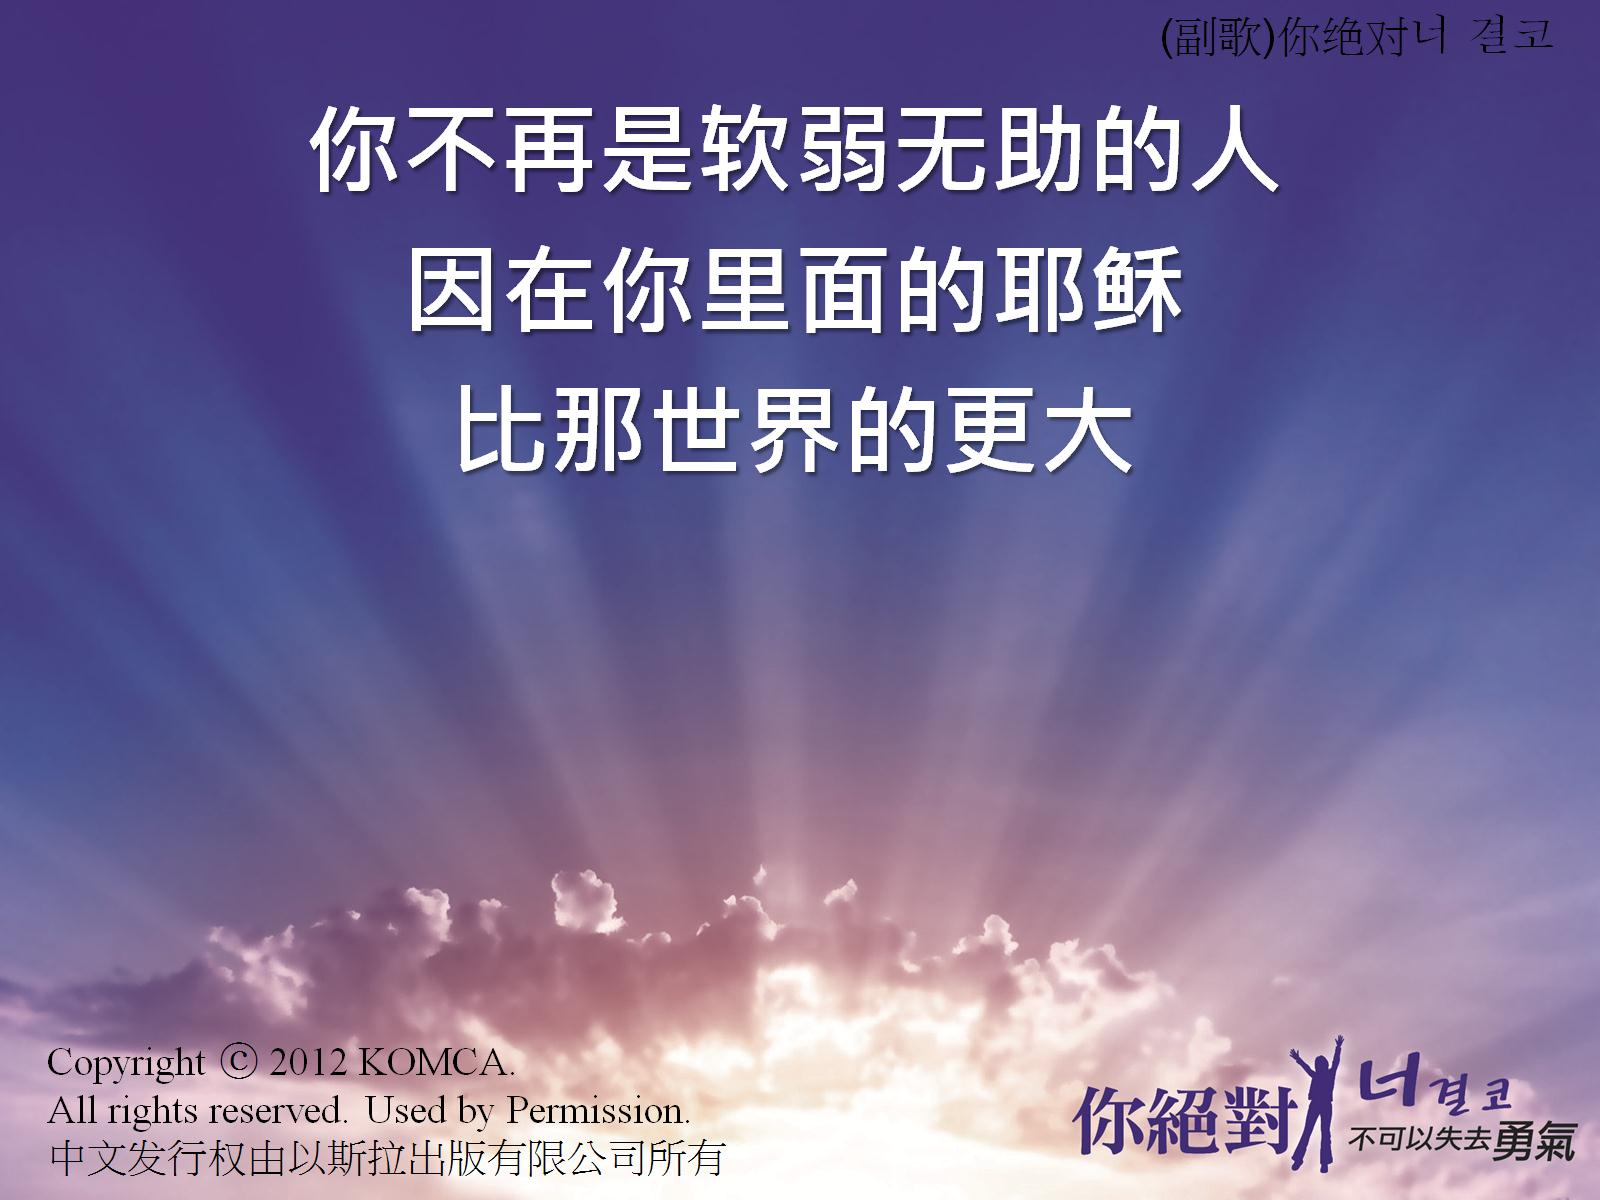 (副歌)你绝对너 결코
你不再是软弱无助的人
因在你里面的耶稣
比那世界的更大
Copyright ⓒ 2012 KOMCA.
All rights reserved. Used by Permission.
中文发行权由以斯拉出版有限公司所有
你絕對 너 결코
不可以失去勇氣